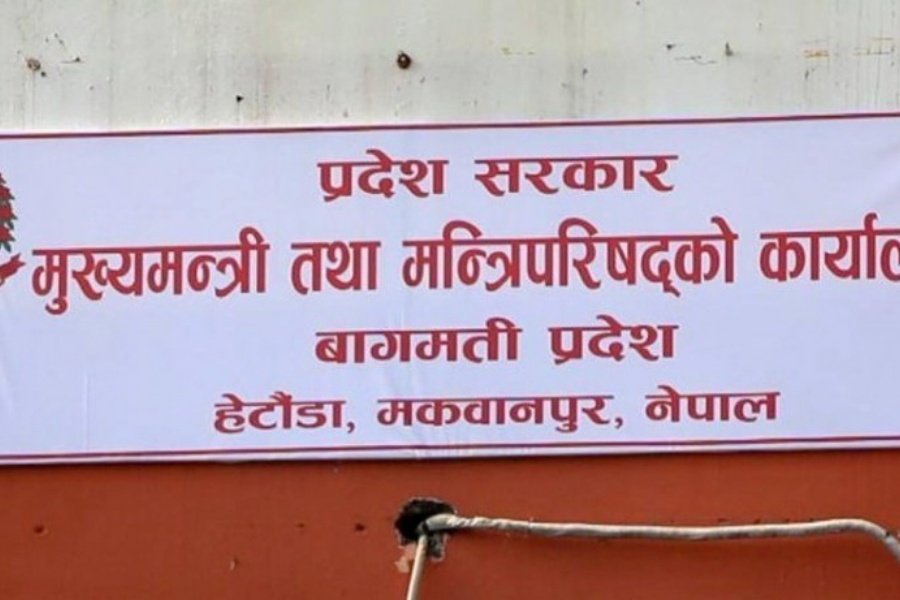 प्रदेश सरकार
मुख्यमन्त्री तथा मन्त्रिपरिषद्को कार्याल
बागमती प्रदेश
हेटौंडा, मकवानपुर, नेपाल